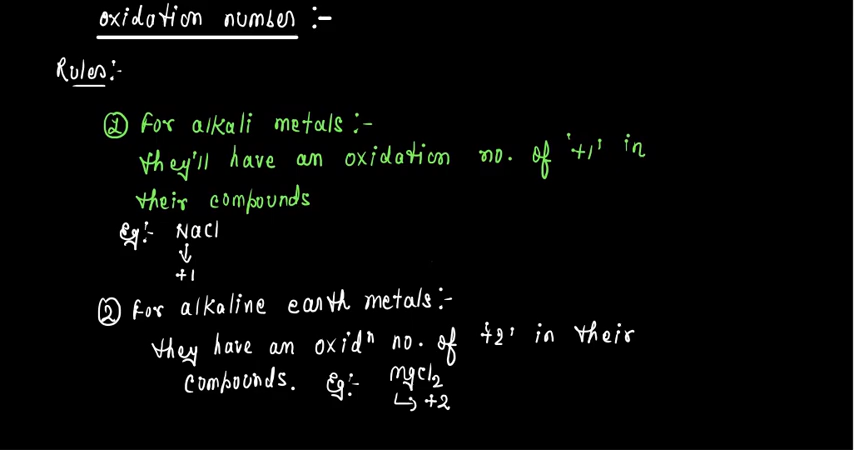 oxidation number :-
Rules:-
① For alkali metals :-
they'll have an oxidation no. of '+1' in
their compounds
Eg:- NaCl
↓
+1
② For alkaline earth metals:-
they have an oxidⁿ no. of '+2' in their
compounds. Eg:- MgCl₂
↳ +2